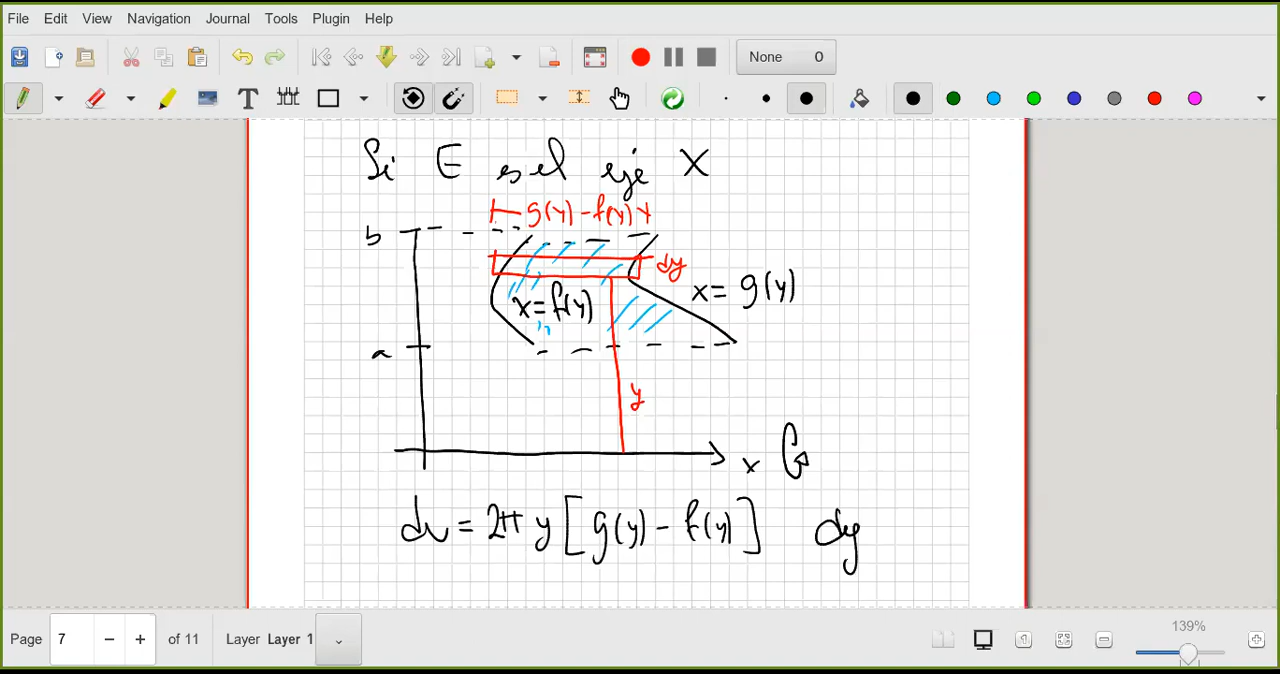 File Edit View Navigation Journal Tools Plugin Help
None 0
T
Si E es el eje X
g(y) - f(y)
b
dy
x = f(y)
x = g(y)
a
y
x
dv = 2π y [g(y) - f(y)] dy
Page 7 of 11 Layer Layer 1
139%